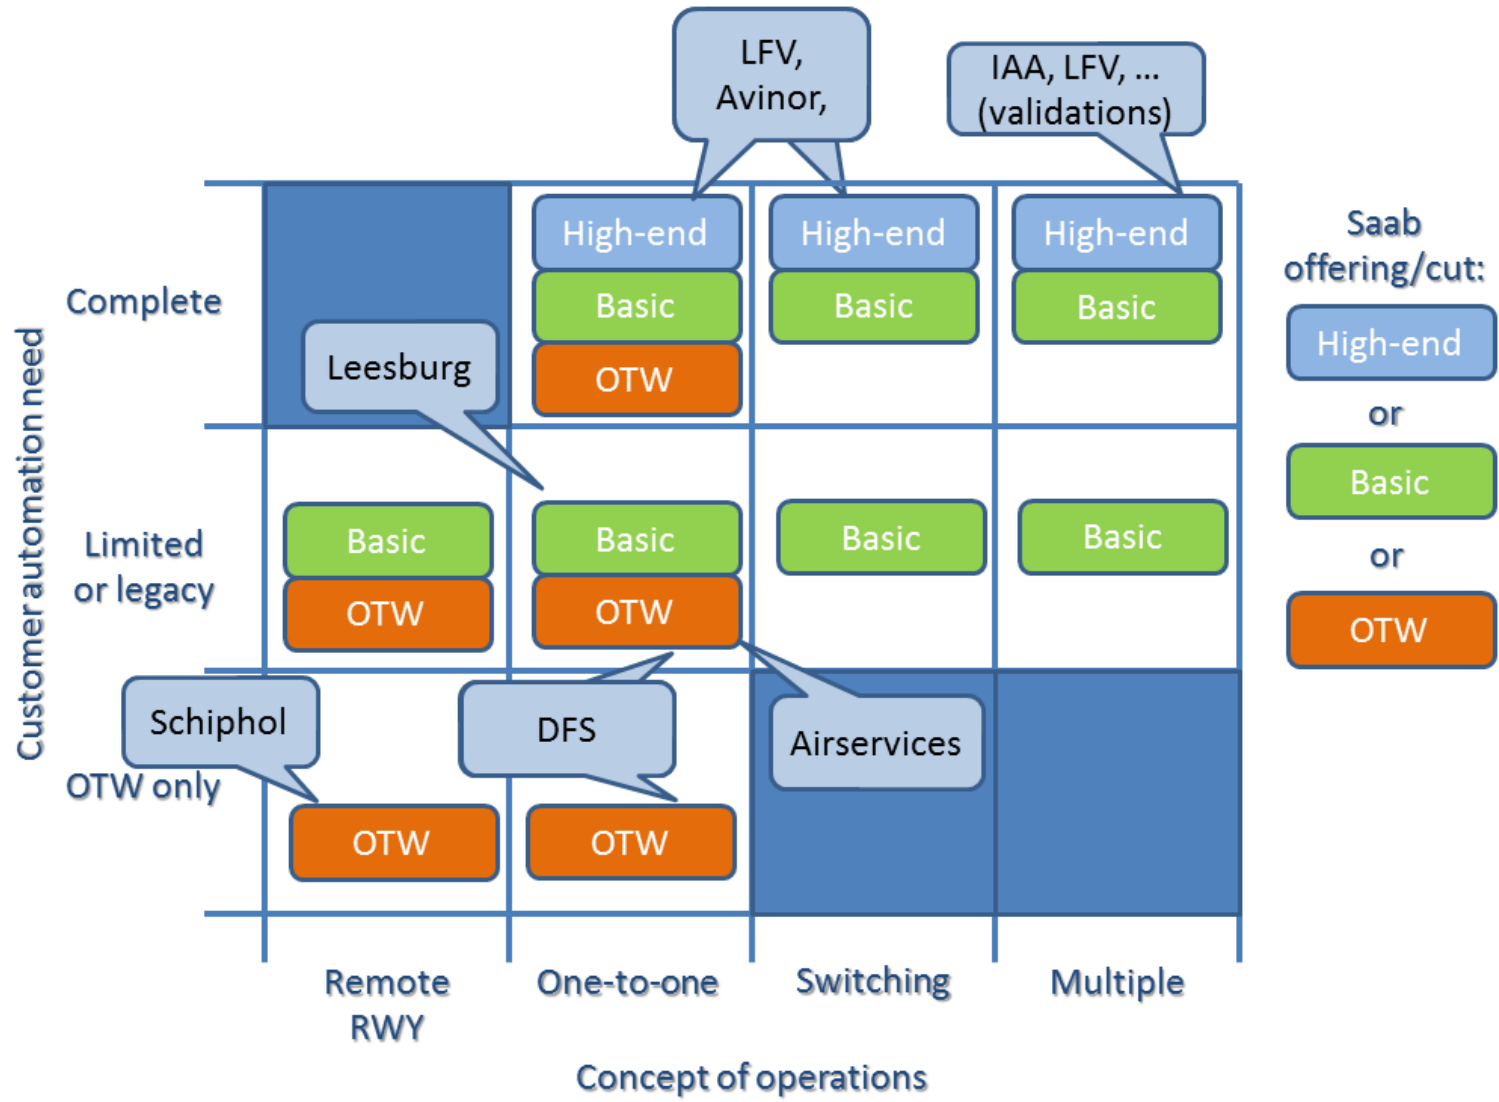 LFV,
Avinor,
IAA, LFV, ...
(validations)
Customer automation need
Complete
High-end
Basic
OTW
High-end
Basic
High-end
Basic
Leesburg
Limited
or legacy
Basic
OTW
Basic
OTW
Basic
Basic
OTW only
Schiphol
OTW
DFS
OTW
Airservices
Saab
offering/cut:
High-end
or
Basic
or
OTW
Remote
RWY
One-to-one
Switching
Multiple
Concept of operations